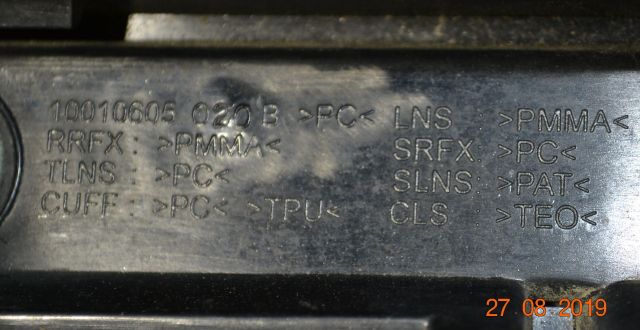 10010605 020 B >PC< LNS : >PMMA<
RRFX : >PMMA< SRFX: >PC<
TLNS : >PC< SLNS: >PAT<
CUFF: >PC< >TPU< CLS : >TEO<
27 08 2019